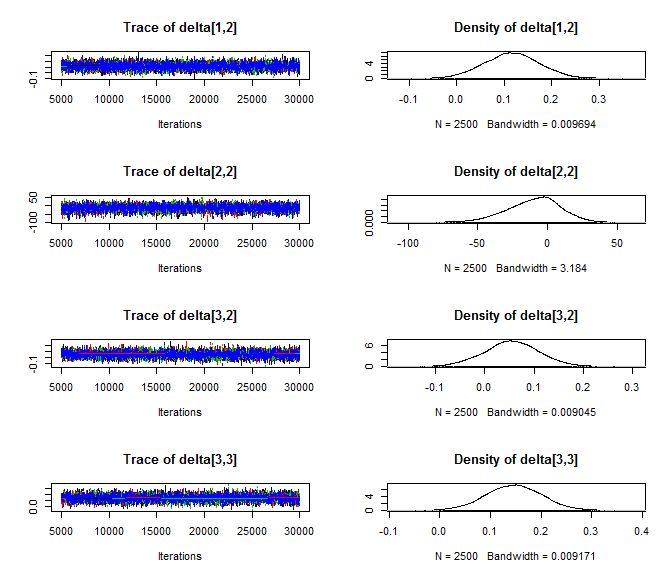 Trace of delta[1,2]
-0.1
5000 10000 15000 20000 25000 30000
Iterations
Density of delta[1,2]
0 4
-0.1 0.0 0.1 0.2 0.3
N = 2500 Bandwidth = 0.009694
Trace of delta[2,2]
-100 50
5000 10000 15000 20000 25000 30000
Iterations
Density of delta[2,2]
0.000
-100 -50 0 50
N = 2500 Bandwidth = 3.184
Trace of delta[3,2]
-0.1
5000 10000 15000 20000 25000 30000
Iterations
Density of delta[3,2]
0 6
-0.1 0.0 0.1 0.2 0.3
N = 2500 Bandwidth = 0.009045
Trace of delta[3,3]
0.0
5000 10000 15000 20000 25000 30000
Iterations
Density of delta[3,3]
0 4
-0.1 0.0 0.1 0.2 0.3 0.4
N = 2500 Bandwidth = 0.009171